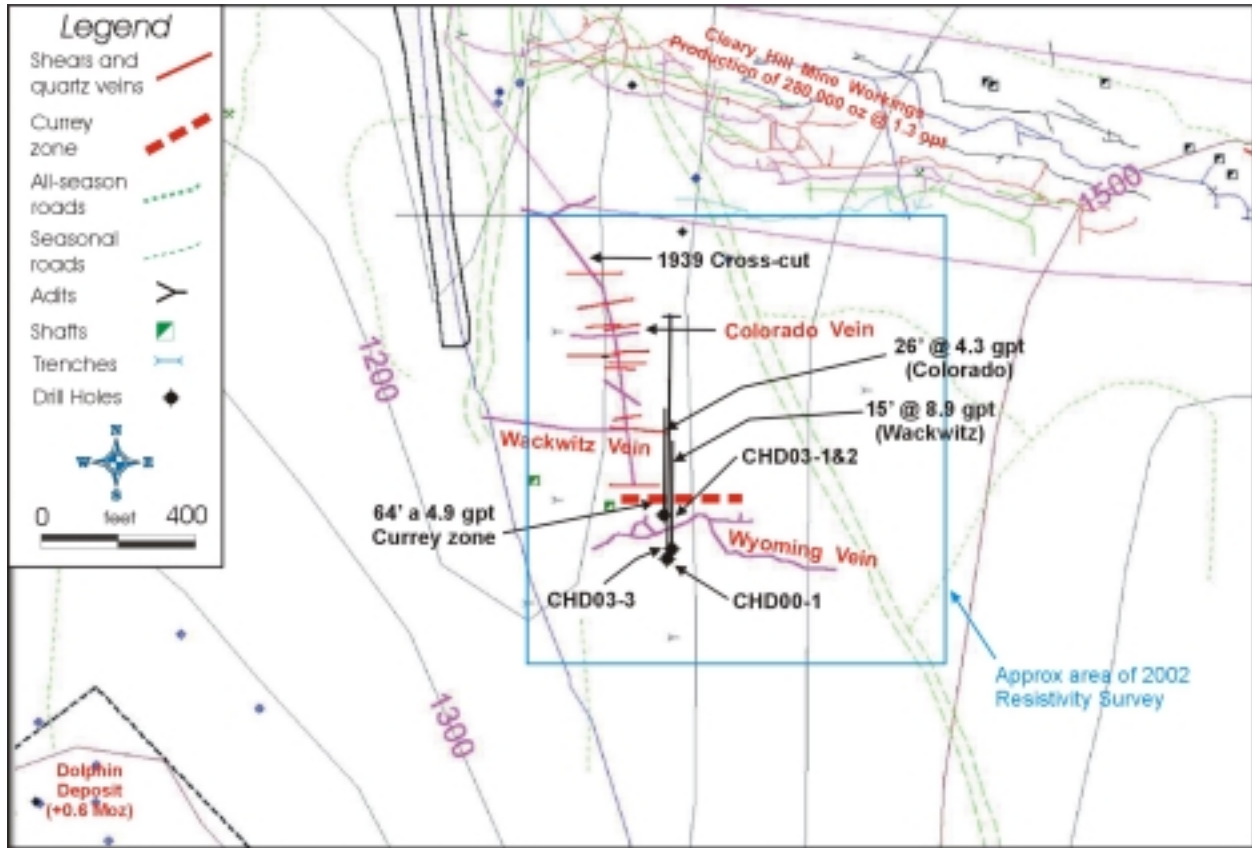 Legend
Shears and
quartz veins
Currey
zone
All-season
roads
Seasonal
roads
Adits
Shafts
Trenches
Drill Holes
N
W E
S
0 feet 400
Cleary Hill Mine Workings
Production of 280,000 oz @ 1.3 gpt
1500
1939 Cross-cut
Colorado Vein
1200
26' @ 4.3 gpt
(Colorado)
15' @ 8.9 gpt
(Wackwitz)
Wackwitz Vein
CHD03-1&2
64' a 4.9 gpt
Currey zone
Wyoming Vein
CHD03-3
CHD00-1
Approx area of 2002
Resistivity Survey
1300
Dolphin
Deposit
(+0.6 Moz)